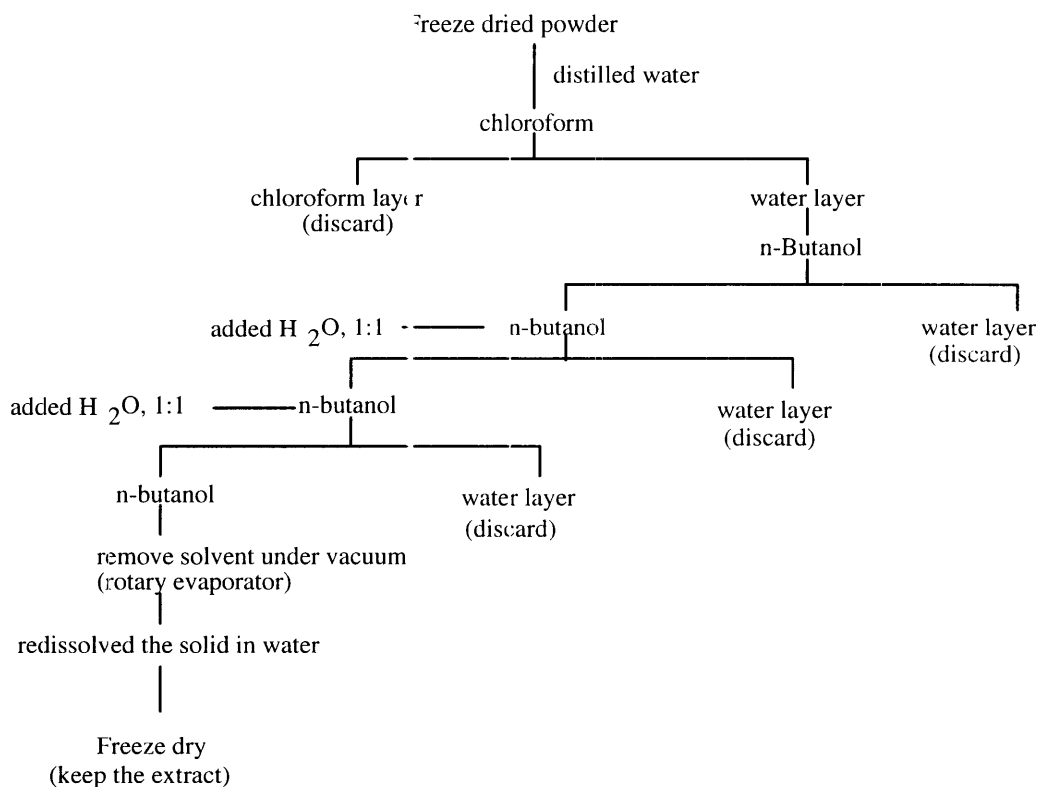 Freeze dried powder
distilled water
chloroform
chloroform layer
(discard)
water layer
n-Butanol
added H 2O, 1:1
n-butanol
water layer
(discard)
added H 2O, 1:1
n-butanol
water layer
(discard)
n-butanol
water layer
(discard)
remove solvent under vacuum
(rotary evaporator)
redissolved the solid in water
Freeze dry
(keep the extract)